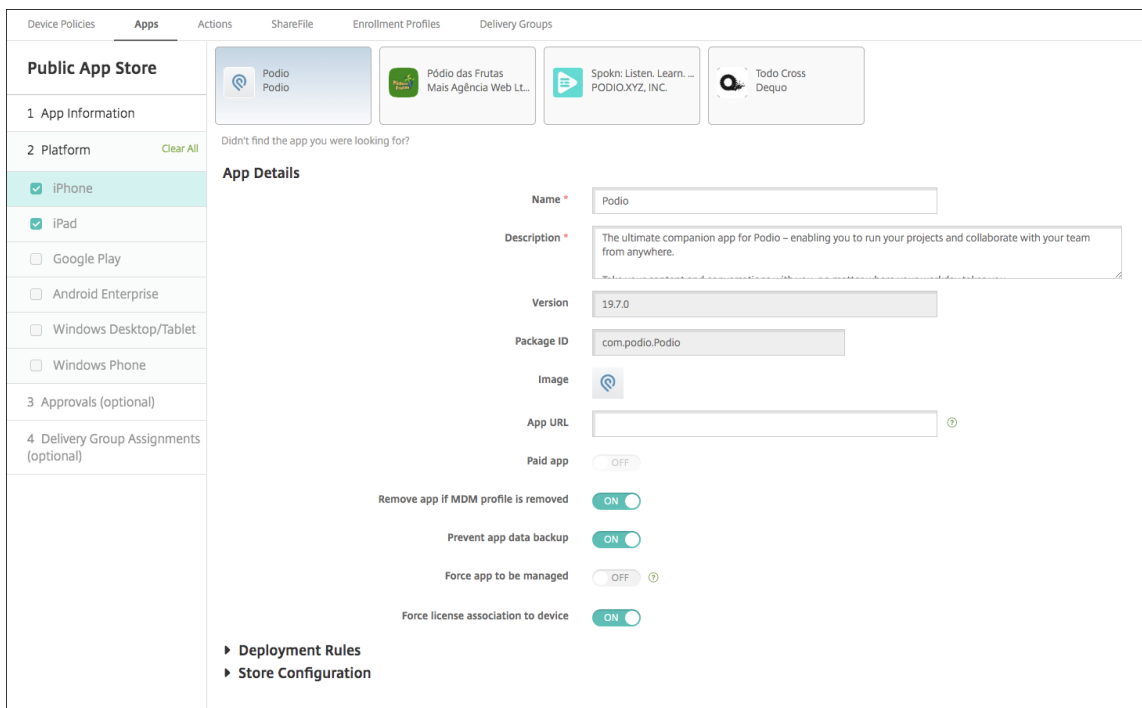 Device Policies Apps Actions ShareFile Enrollment Profiles Delivery Groups
Public App Store
1 App Information
2 Platform Clear All
iPhone
iPad
Google Play
Android Enterprise
Windows Desktop/Tablet
Windows Phone
3 Approvals (optional)
4 Delivery Group Assignments
(optional)
Podio
Podio
Pódio das Frutas
Mais Agência Web Lt...
Spokn: Listen. Learn. ...
PODIO.XYZ, INC.
Todo Cross
Dequo
Didn't find the app you were looking for?
App Details
Name * Podio
Description * The ultimate companion app for Podio – enabling you to run your projects and collaborate with your team
from anywhere.
Version 19.7.0
Package ID com.podio.Podio
Image
App URL
Paid app OFF
Remove app if MDM profile is removed ON
Prevent app data backup ON
Force app to be managed OFF
Force license association to device ON
Deployment Rules
Store Configuration